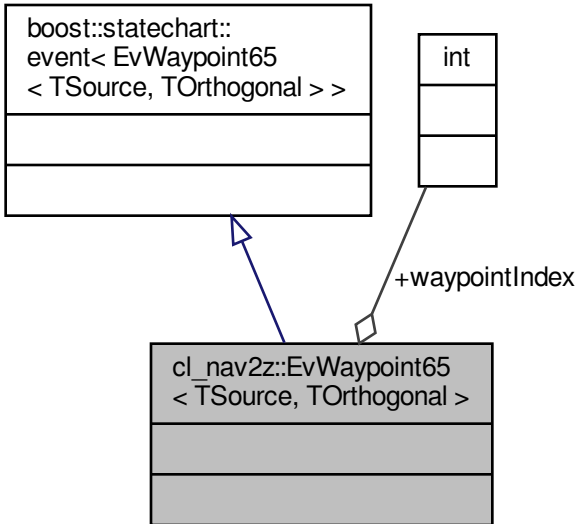 boost::statechart::
event< EvWaypoint65
< TSource, TOrthogonal > >
int
+waypointIndex
cl_nav2z::EvWaypoint65
< TSource, TOrthogonal >